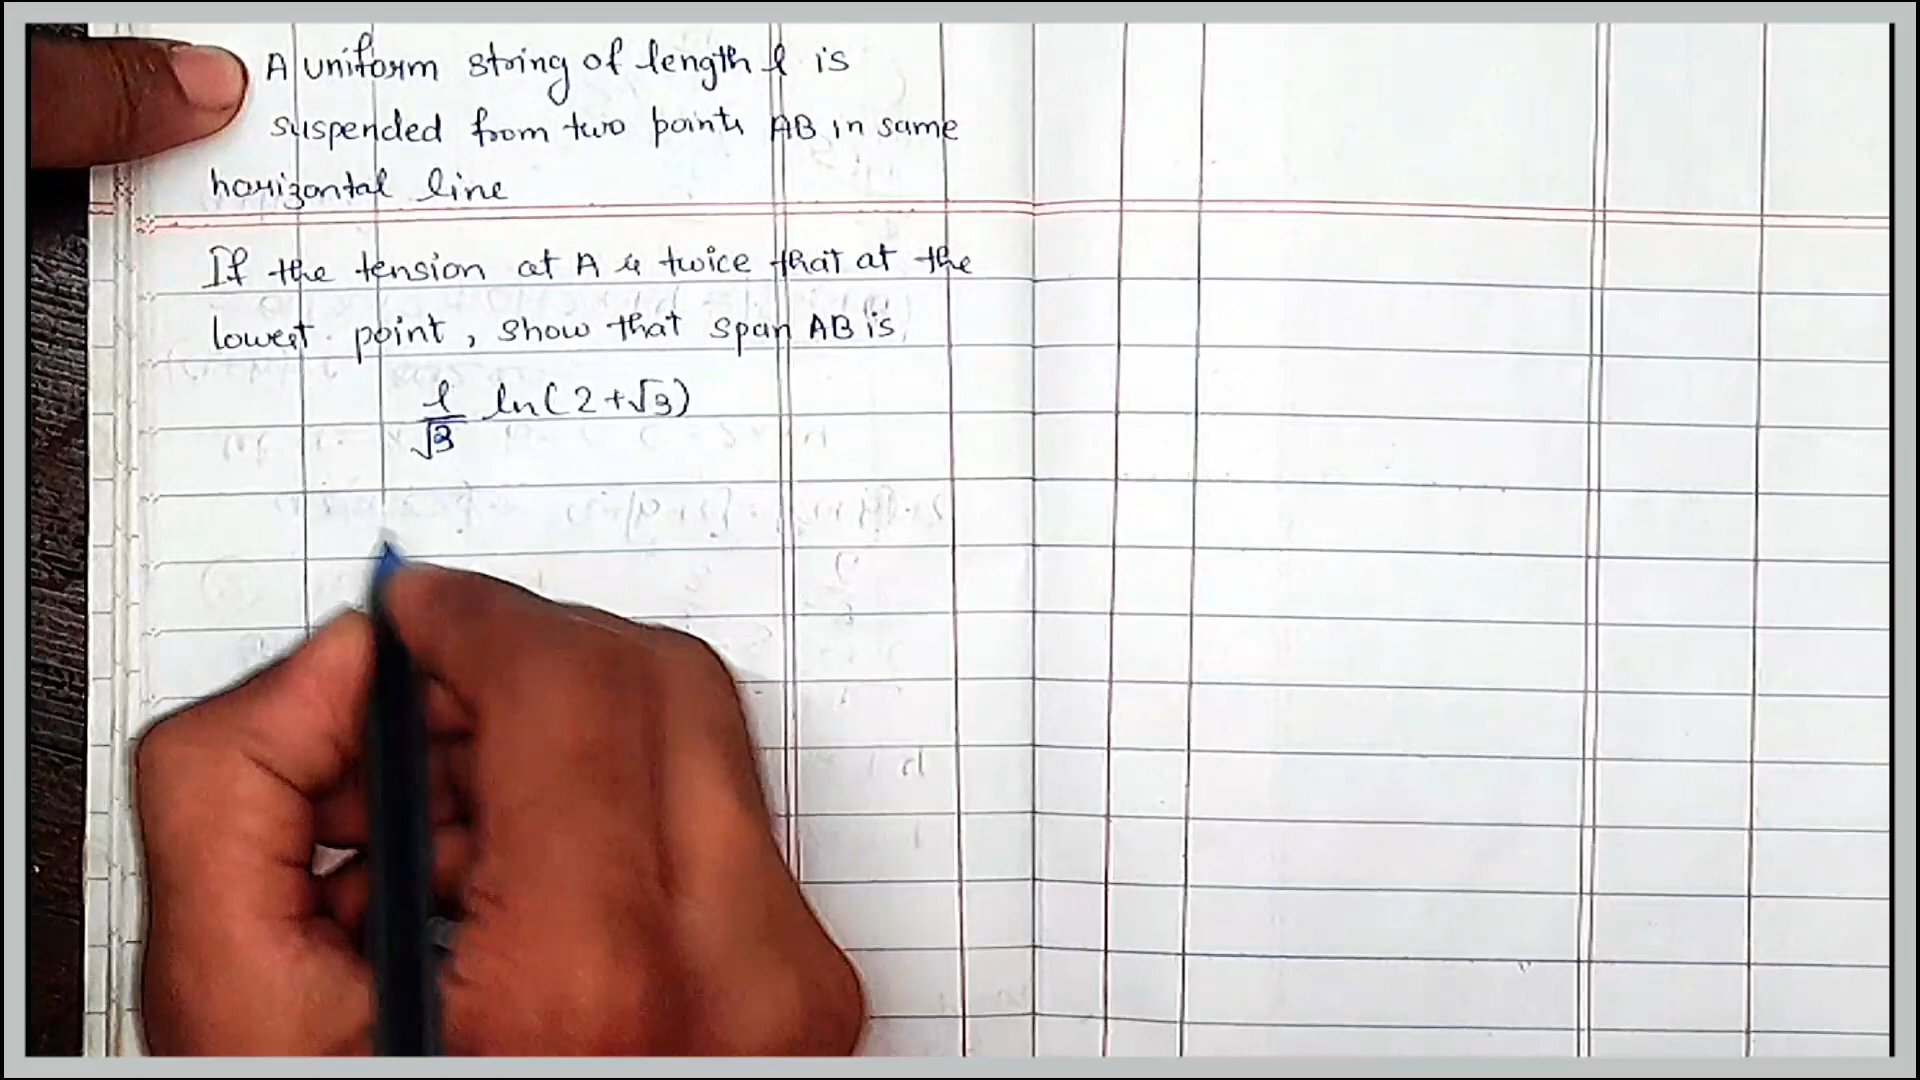 A uniform string of length l is
suspended from two points AB in same
horizontal line
If the tension at A is twice that at the
lowest point, show that span AB is
l/√3 ln(2+√3)